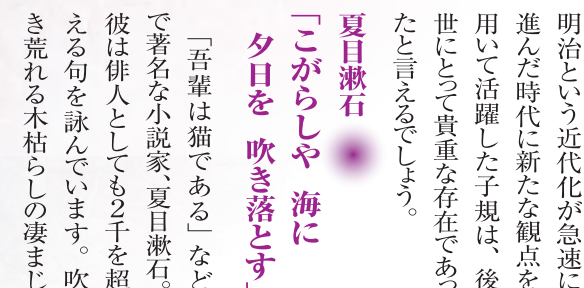 明治という近代化が急速に
進んだ時代に新たな観点を
用いて活躍した子規は、後
世にとって貴重な存在であっ
たと言えるでしょう。
夏目漱石
「こがらしや 海に
夕日を 吹き落とす」
「吾輩は猫である」など
で著名な小説家、夏目漱石。
彼は俳人としても2千を超
える句を詠んでいます。吹
き荒れる木枯らしの凄まじ